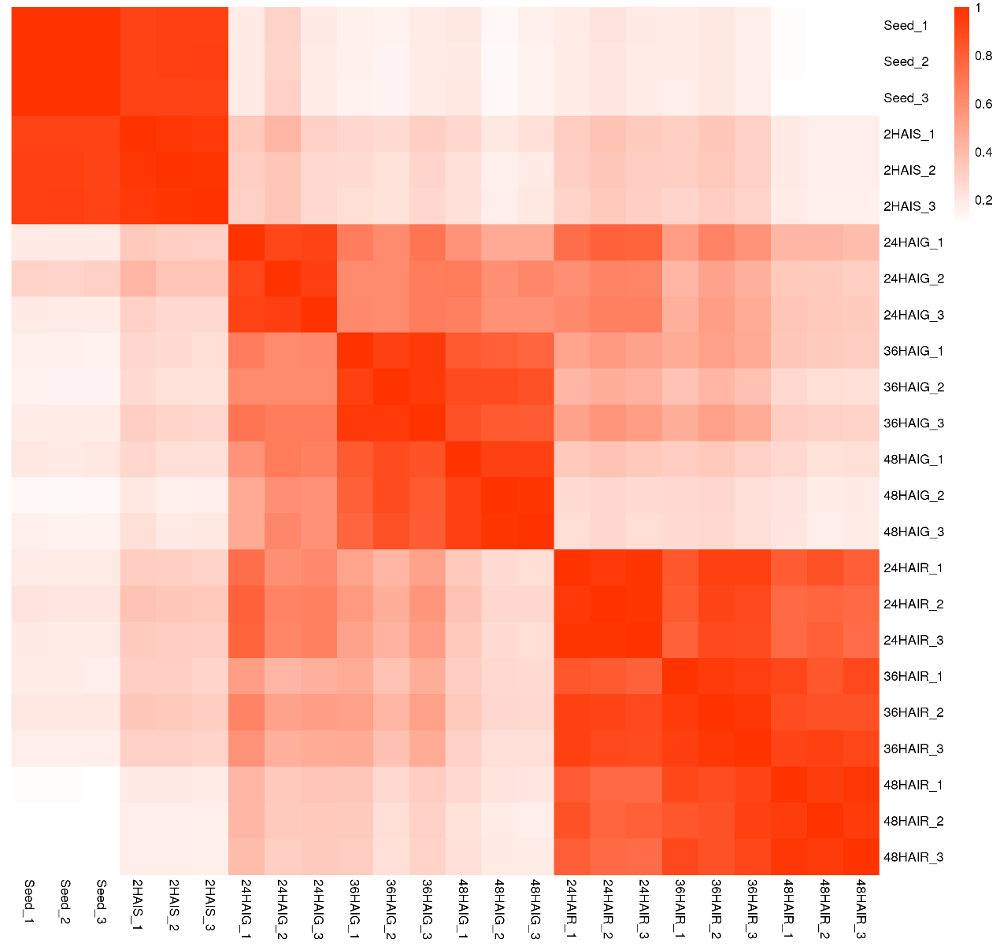 1
0.8
0.6
0.4
0.2
Seed_1
Seed_2
Seed_3
2HAIS_1
2HAIS_2
2HAIS_3
24HAIG_1
24HAIG_2
24HAIG_3
36HAIG_1
36HAIG_2
36HAIG_3
48HAIG_1
48HAIG_2
48HAIG_3
24HAIR_1
24HAIR_2
24HAIR_3
36HAIR_1
36HAIR_2
36HAIR_3
48HAIR_1
48HAIR_2
48HAIR_3
Seed_1
Seed_2
Seed_3
2HAIS_1
2HAIS_2
2HAIS_3
24HAIG_1
24HAIG_2
24HAIG_3
36HAIG_1
36HAIG_2
36HAIG_3
48HAIG_1
48HAIG_2
48HAIG_3
24HAIR_1
24HAIR_2
24HAIR_3
36HAIR_1
36HAIR_2
36HAIR_3
48HAIR_1
48HAIR_2
48HAIR_3